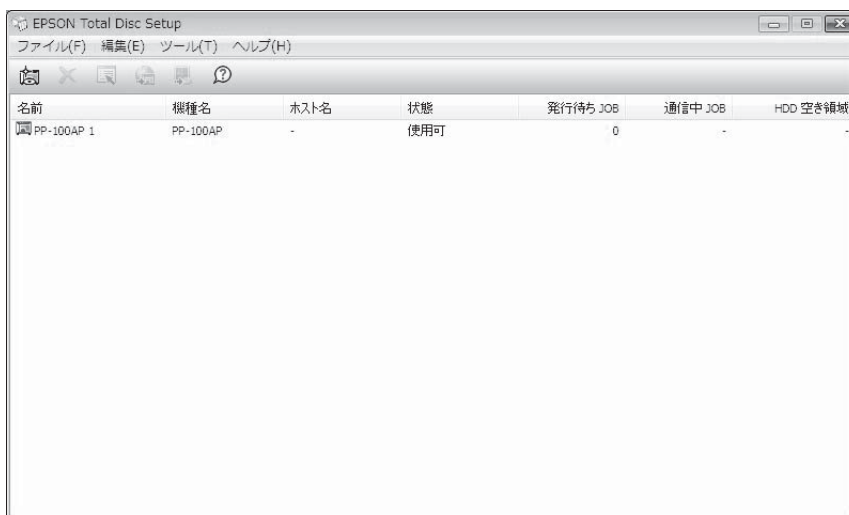 EPSON Total Disc Setup
ファイル(F) 編集(E) ツール(T) ヘルプ(H)
名前 機種名 ホスト名 状態 発行待ち JOB 通信中 JOB HDD 空き領域
PP-100AP 1 PP-100AP - 使用可 0 - -